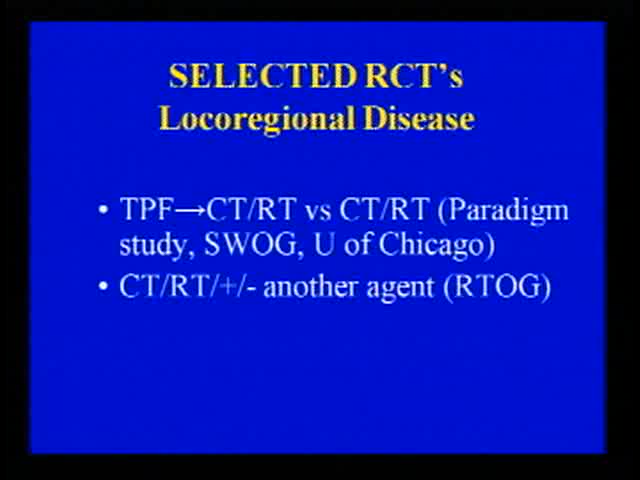 SELECTED RCT's
Locoregional Disease
• TPF→CT/RT vs CT/RT (Paradigm
study, SWOG, U of Chicago)
• CT/RT/+/- another agent (RTOG)